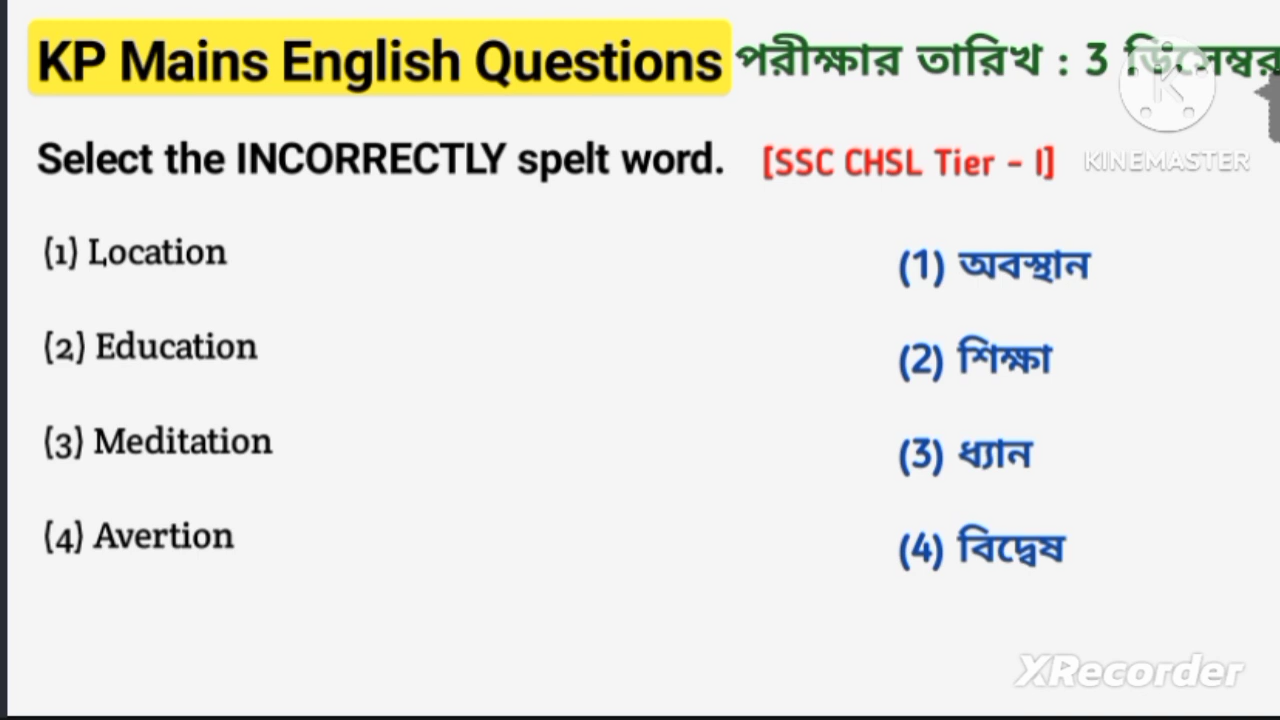 KP Mains English Questions পরীক্ষার তারিখ : 3 ডিসেম্বর
KINEMASTER
Select the INCORRECTLY spelt word. [SSC CHSL Tier - I]
(1) Location (1) অবস্থান
(2) Education (2) শিক্ষা
(3) Meditation (3) ধ্যান
(4) Avertion (4) বিদ্বেষ
XRecorder